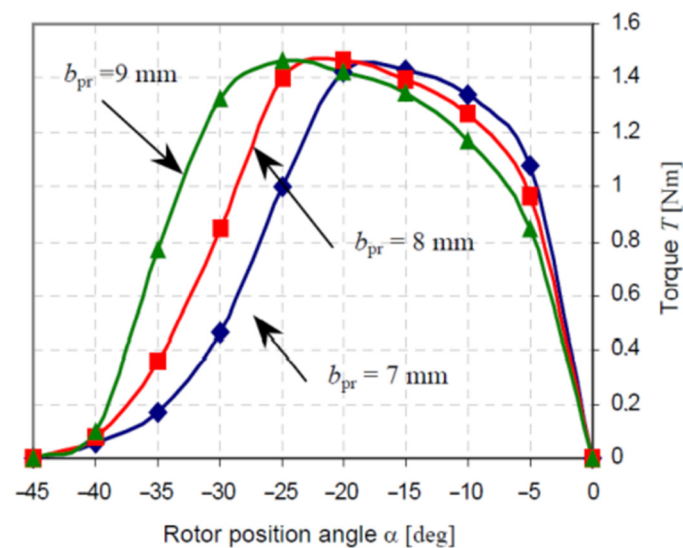 1.6
1.4
1.2
1
0.8
0.6
0.4
0.2
0
Torque T [Nm]
bpr =9 mm
bpr = 8 mm
bpr = 7 mm
–45 –40 –35 –30 –25 –20 –15 –10 –5 0
Rotor position angle α [deg]